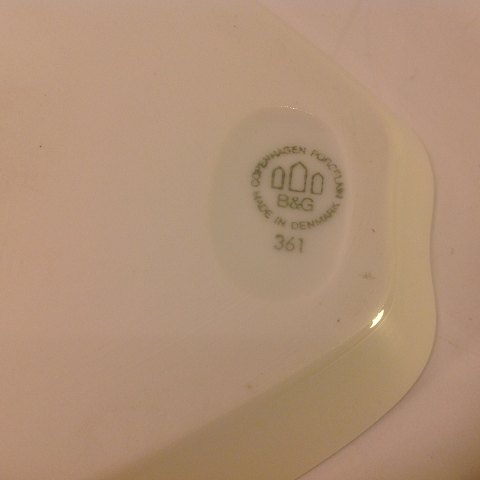 COPENHAGEN PORCELAIN
B&G
MADE IN DENMARK
361